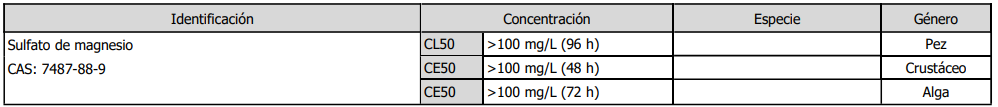 Identificación Concentración Especie Género
Sulfato de magnesio CL50 >100 mg/L (96 h) Pez
CAS: 7487-88-9 CE50 >100 mg/L (48 h) Crustáceo
CE50 >100 mg/L (72 h) Alga